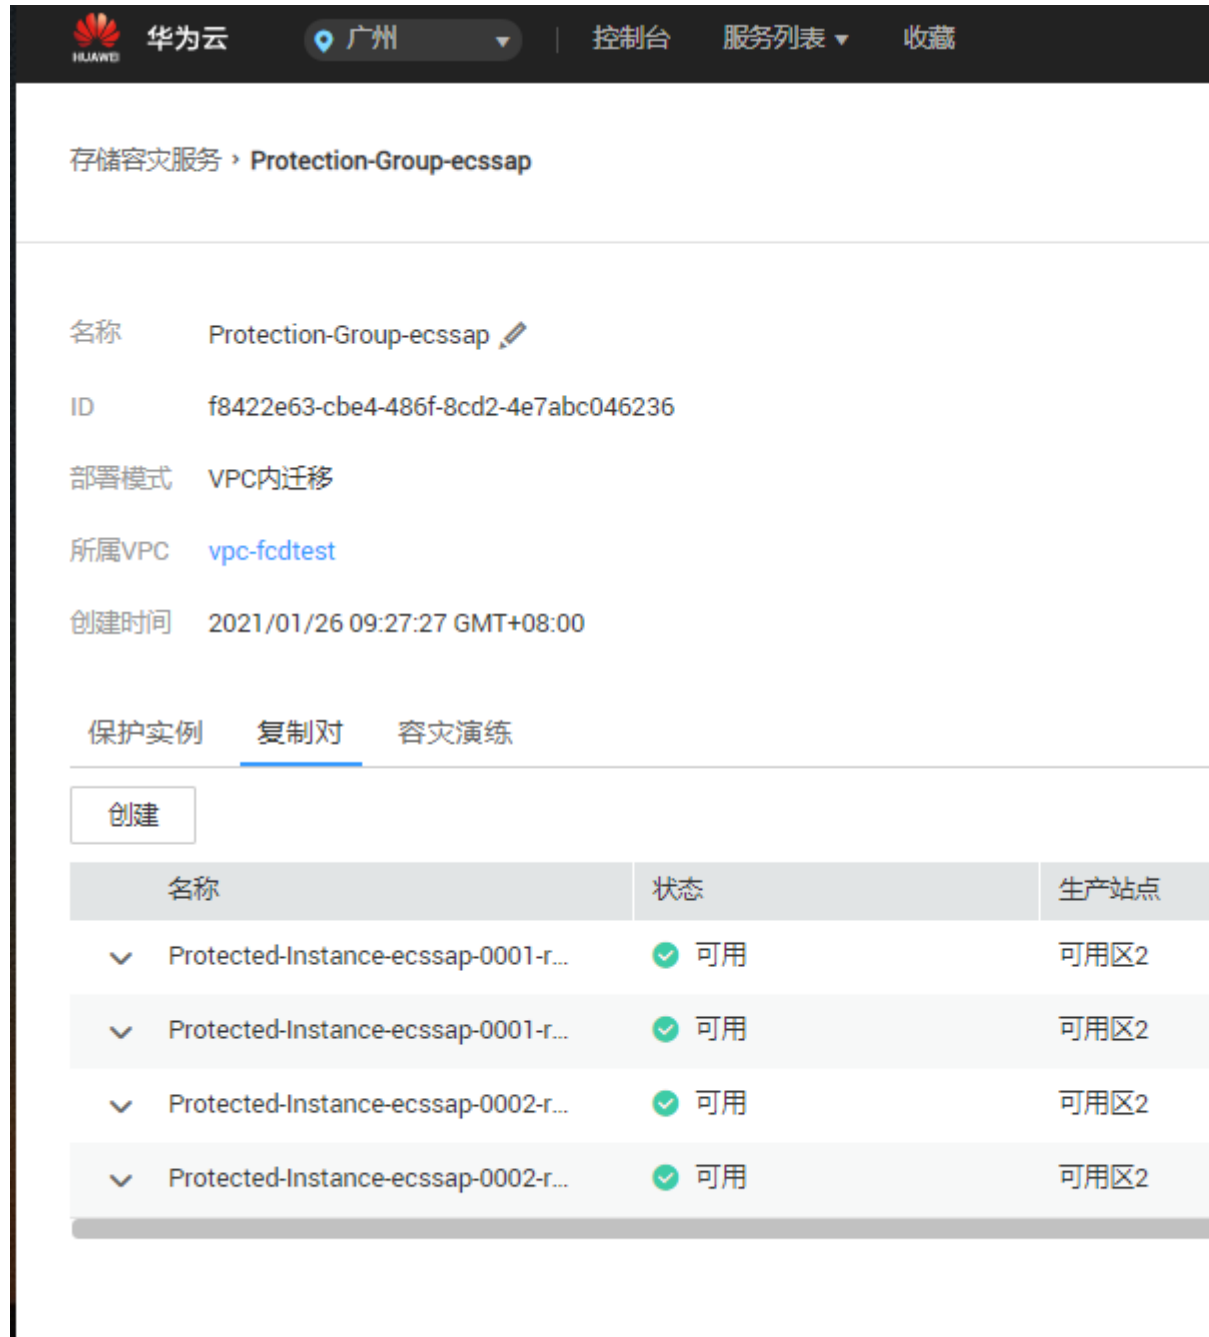 HUAWEI 华为云 广州 控制台 服务列表 收藏
存储容灾服务 › Protection-Group-ecssap
名称 Protection-Group-ecssap
ID f8422e63-cbe4-486f-8cd2-4e7abc046236
部署模式 VPC内迁移
所属VPC vpc-fcdtest
创建时间 2021/01/26 09:27:27 GMT+08:00
保护实例 复制对 容灾演练
创建
名称 状态 生产站点
Protected-Instance-ecssap-0001-r... 可用 可用区2
Protected-Instance-ecssap-0001-r... 可用 可用区2
Protected-Instance-ecssap-0002-r... 可用 可用区2
Protected-Instance-ecssap-0002-r... 可用 可用区2